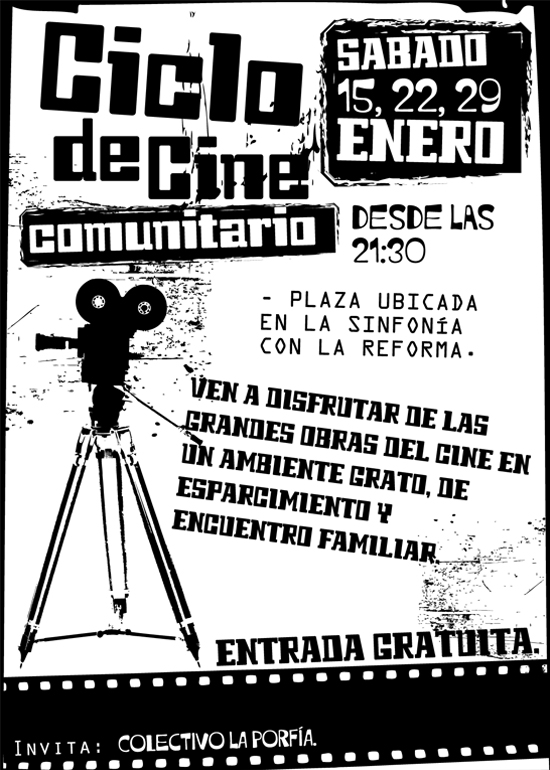 Ciclo
de Cine
comunitario
SABADO
15, 22, 29
ENERO
DESDE LAS
21:30
- PLAZA UBICADA
EN LA SINFONÍA
CON LA REFORMA.
VEN A DISFRUTAR DE LAS
GRANDES OBRAS DEL CINE EN
UN AMBIENTE GRATO, DE
ESPARCIMIENTO Y
ENCUENTRO FAMILIAR.
ENTRADA GRATUITA.
INVITA: COLECTIVO LA PORFÍA.